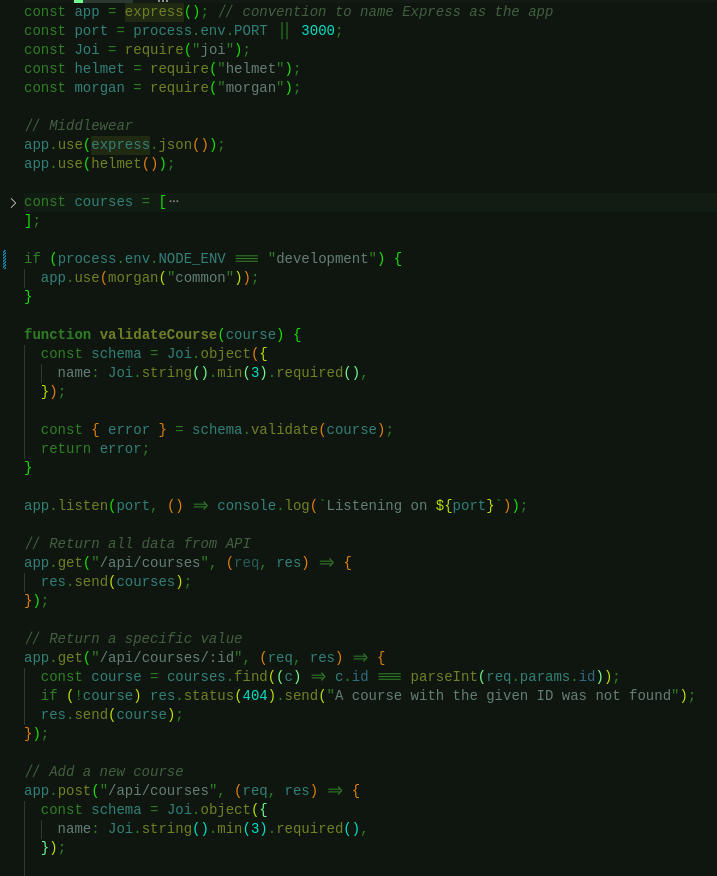 const app = express(); // convention to name Express as the app
const port = process.env.PORT || 3000;
const Joi = require("joi");
const helmet = require("helmet");
const morgan = require("morgan");
// Middlewear
app.use(express.json());
app.use(helmet());
const courses = [⋯
];
if (process.env.NODE_ENV === "development") {
  app.use(morgan("common"));
}
function validateCourse(course) {
  const schema = Joi.object({
    name: Joi.string().min(3).required(),
  });
  const { error } = schema.validate(course);
  return error;
}
app.listen(port, () => console.log(`Listening on ${port}`));
// Return all data from API
app.get("/api/courses", (req, res) => {
  res.send(courses);
});
// Return a specific value
app.get("/api/courses/:id", (req, res) => {
  const course = courses.find((c) => c.id === parseInt(req.params.id));
  if (!course) res.status(404).send("A course with the given ID was not found");
  res.send(course);
});
// Add a new course
app.post("/api/courses", (req, res) => {
  const schema = Joi.object({
    name: Joi.string().min(3).required(),
  });